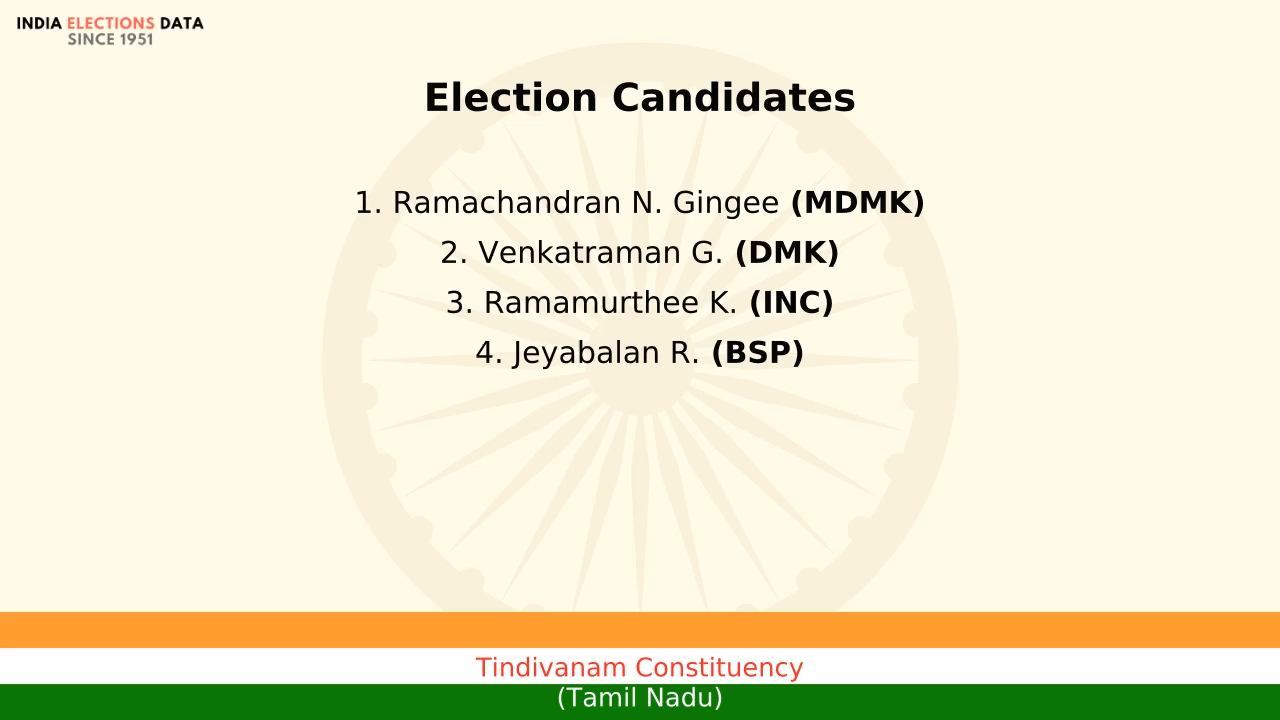 INDIA ELECTIONS DATA
SINCE 1951
Election Candidates
1. Ramachandran N. Gingee (MDMK)
2. Venkatraman G. (DMK)
3. Ramamurthee K. (INC)
4. Jeyabalan R. (BSP)
Tindivanam Constituency
(Tamil Nadu)